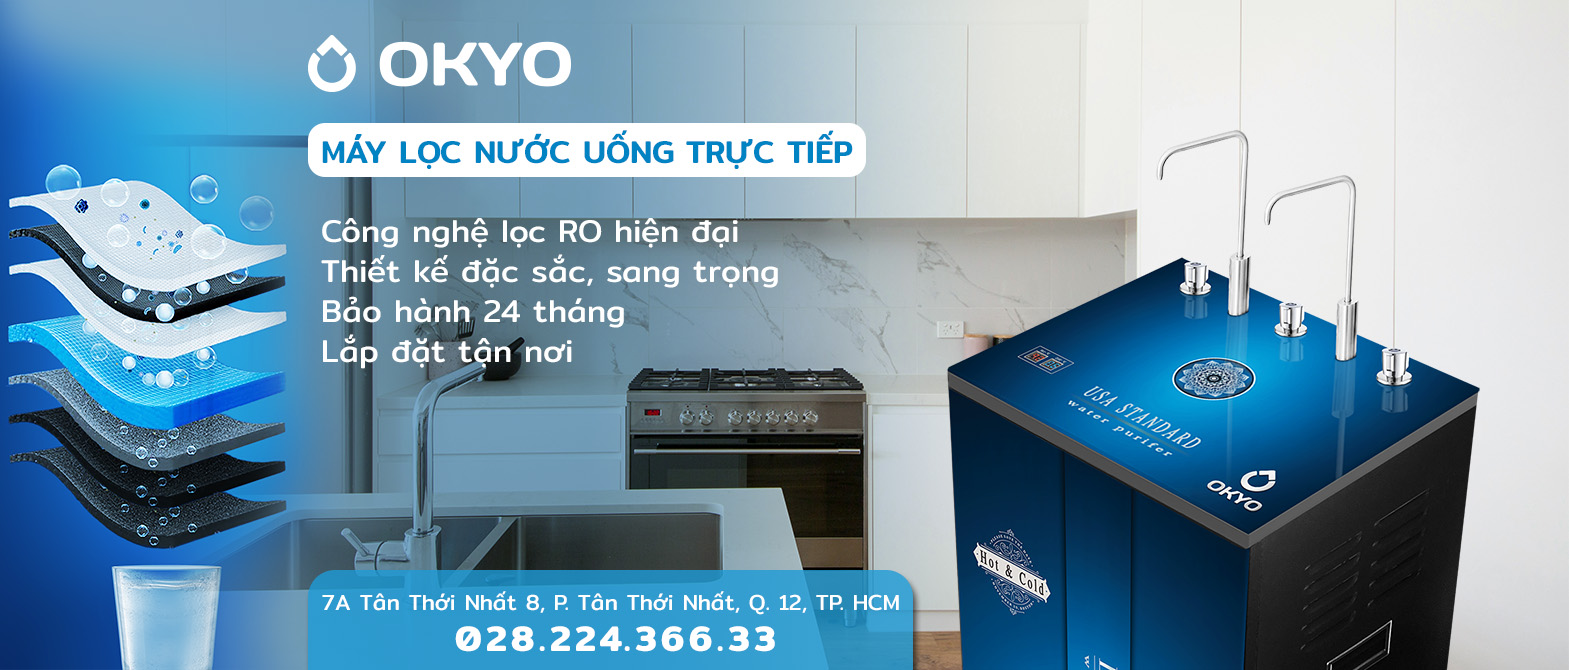 OKYO
MÁY LỌC NƯỚC UỐNG TRỰC TIẾP
Công nghệ lọc RO hiện đại
Thiết kế đặc sắc, sang trọng
Bảo hành 24 tháng
Lắp đặt tận nơi
7A Tân Thới Nhất 8, P. Tân Thới Nhất, Q. 12, TP. HCM
028.224.366.33
USA STANDARD
water purifer
OKYO
Hot & Cold